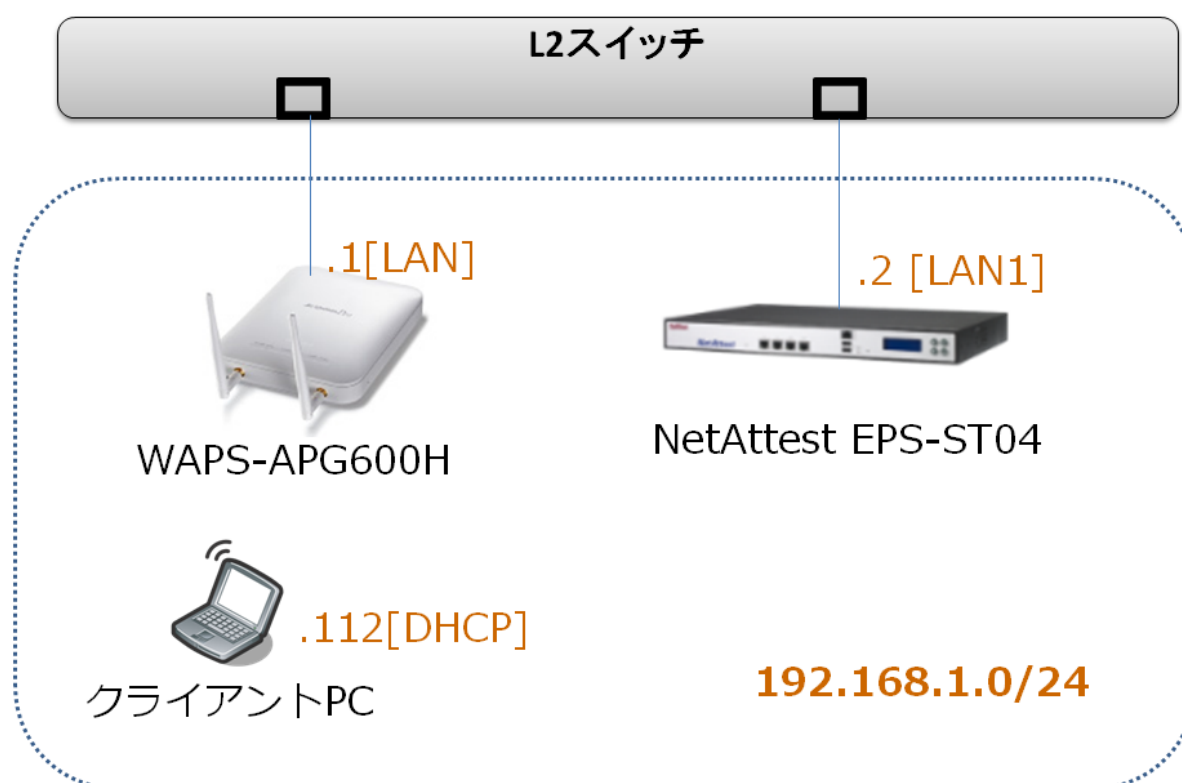 L2スイッチ
.1[LAN]
.2 [LAN1]
WAPS-APG600H
NetAttest EPS-ST04
.112[DHCP]
クライアントPC
192.168.1.0/24